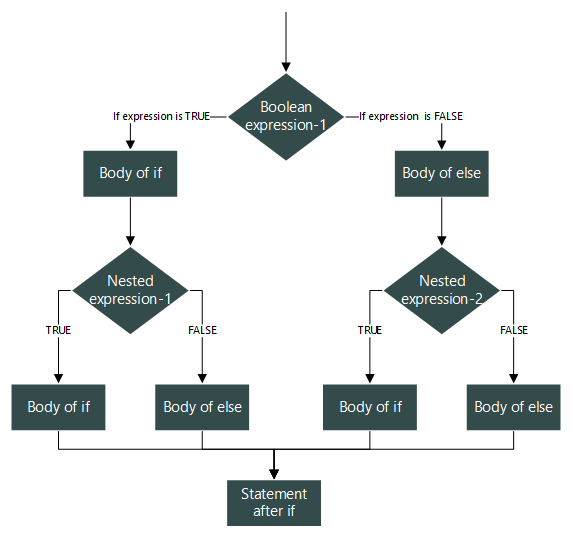 Boolean
expression-1
If expression is TRUE
If expression is FALSE
Body of if
Body of else
Nested
expression-1
Nested
expression-2
TRUE
FALSE
TRUE
FALSE
Body of if
Body of else
Body of if
Body of else
Statement
after if